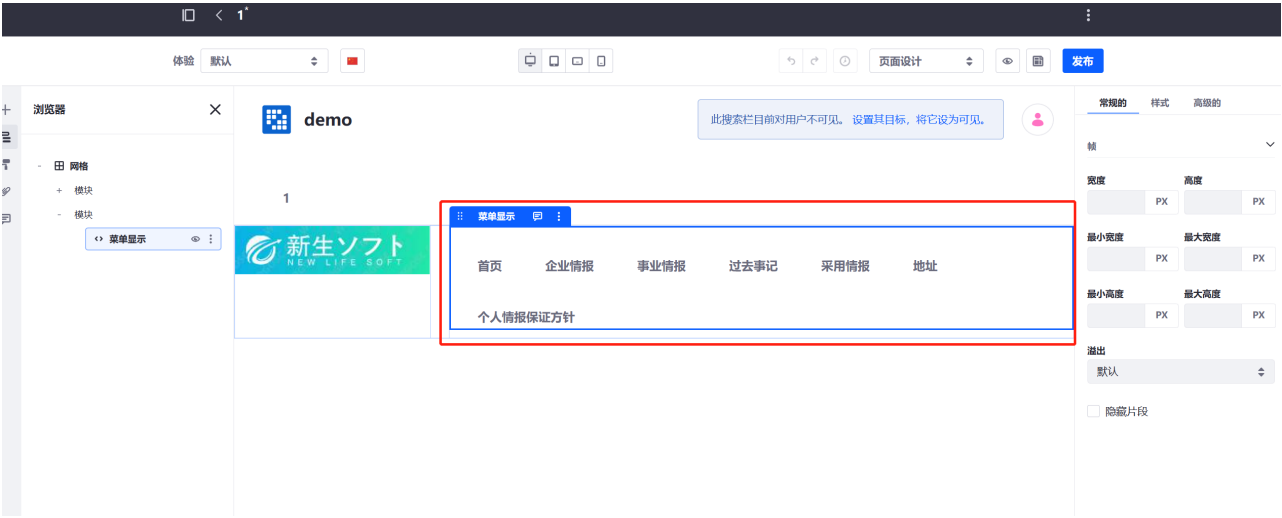 1*
体验 默认 页面设计 发布
浏览器
网格
模块
模块
菜单显示
demo
此搜索栏目前对用户不可见。 设置其目标，将它设为可见。
1
新生ソフト
NEW LIFE SOFT
菜单显示
首页 企业情报 事业情报 过去事记 采用情报 地址
个人情报保证方针
常规的 样式 高级的
帧
宽度 高度
PX PX
最小宽度 最大宽度
PX PX
最小高度 最大高度
PX PX
溢出
默认
隐藏片段